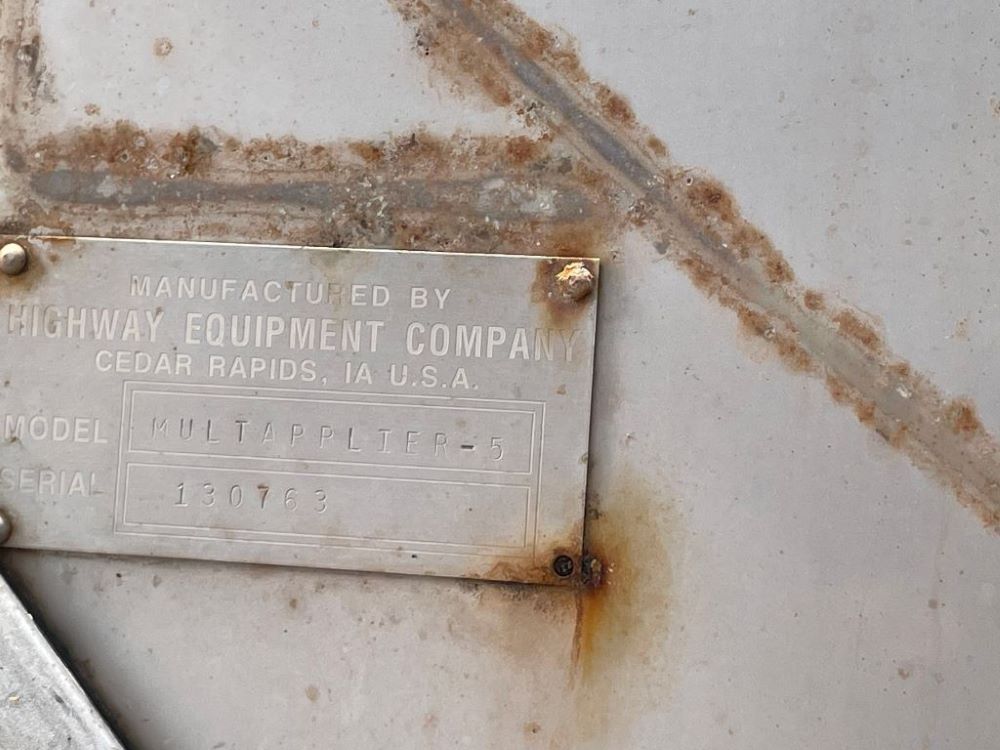 MANUFACTURED BY
HIGHWAY EQUIPMENT COMPANY
CEDAR RAPIDS, IA U.S.A.
MODEL MULTAPPLIER-5
SERIAL 130763